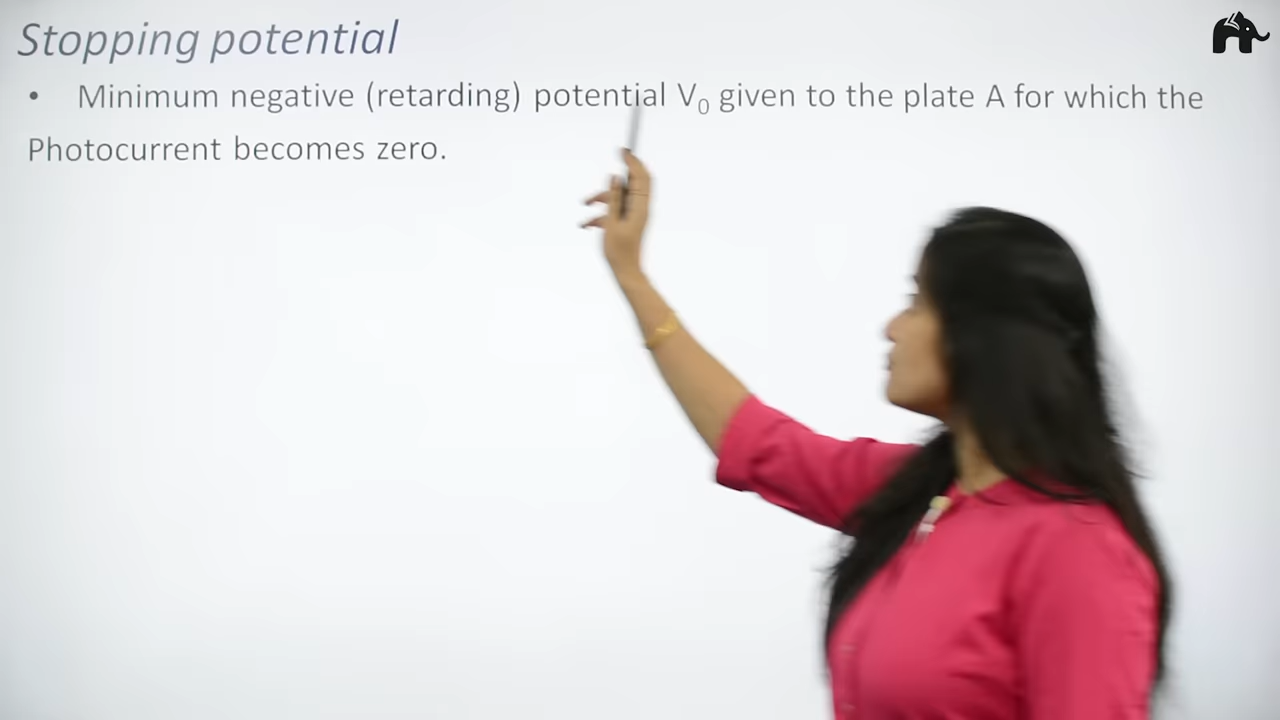 Stopping potential
• Minimum negative (retarding) potential V₀ given to the plate A for which the
Photocurrent becomes zero.